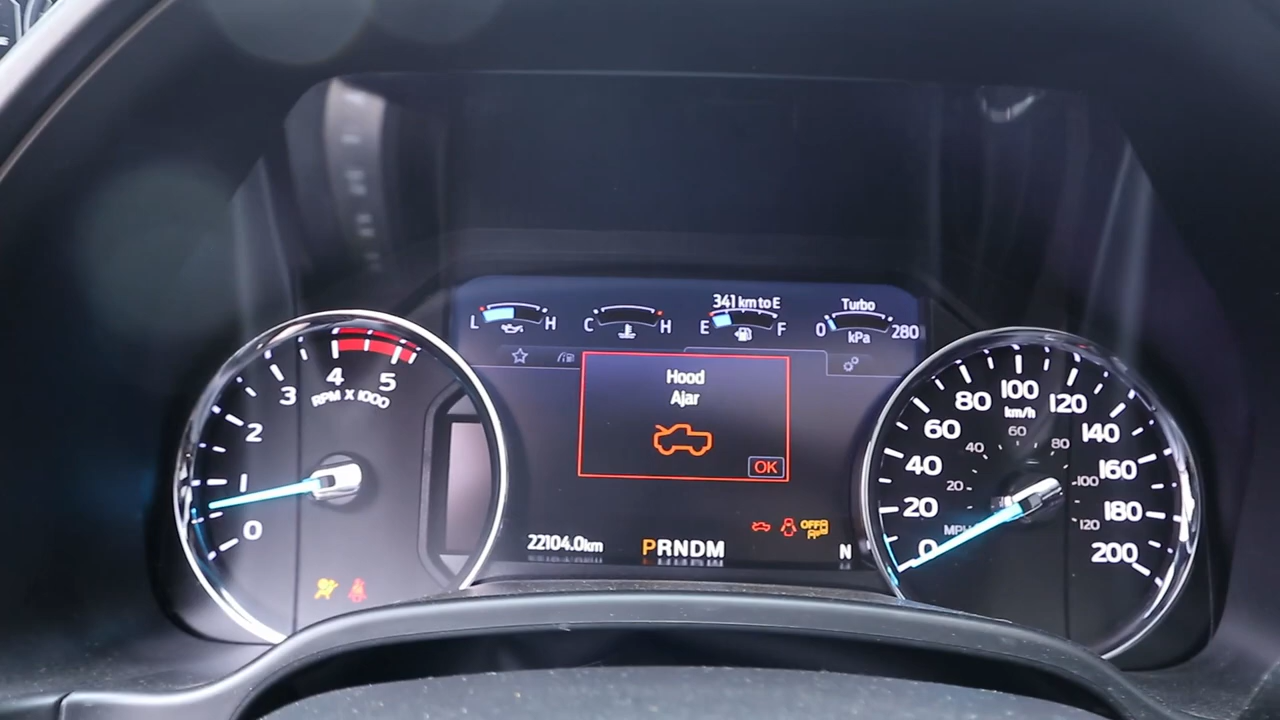 341 km to E
Turbo
L H
C H
E F
0 280
kPa
Hood
Ajar
OK
OFF
22104.0km
PRNDM
N
0
1
2
3
4
5
RPM X 1000
0
20
40
60
80
100
120
140
160
180
200
km/h
MPH
20
40
60
80
100
120